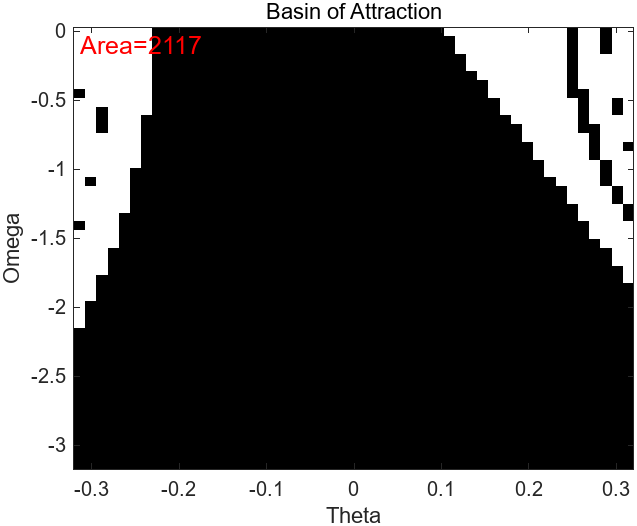 Basin of Attraction
Area=2117
0
-0.5
-1
-1.5
-2
-2.5
-3
Omega
-0.3 -0.2 -0.1 0 0.1 0.2 0.3
Theta